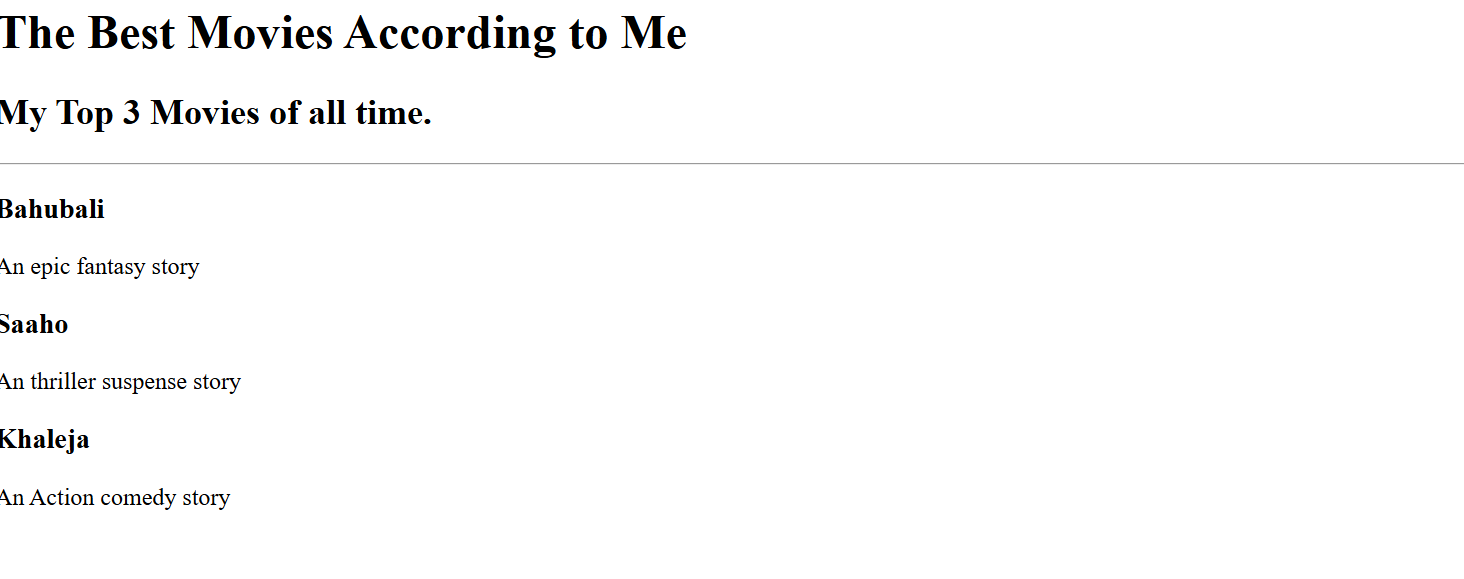 The Best Movies According to Me
My Top 3 Movies of all time.
Bahubali
An epic fantasy story
Saaho
An thriller suspense story
Khaleja
An Action comedy story